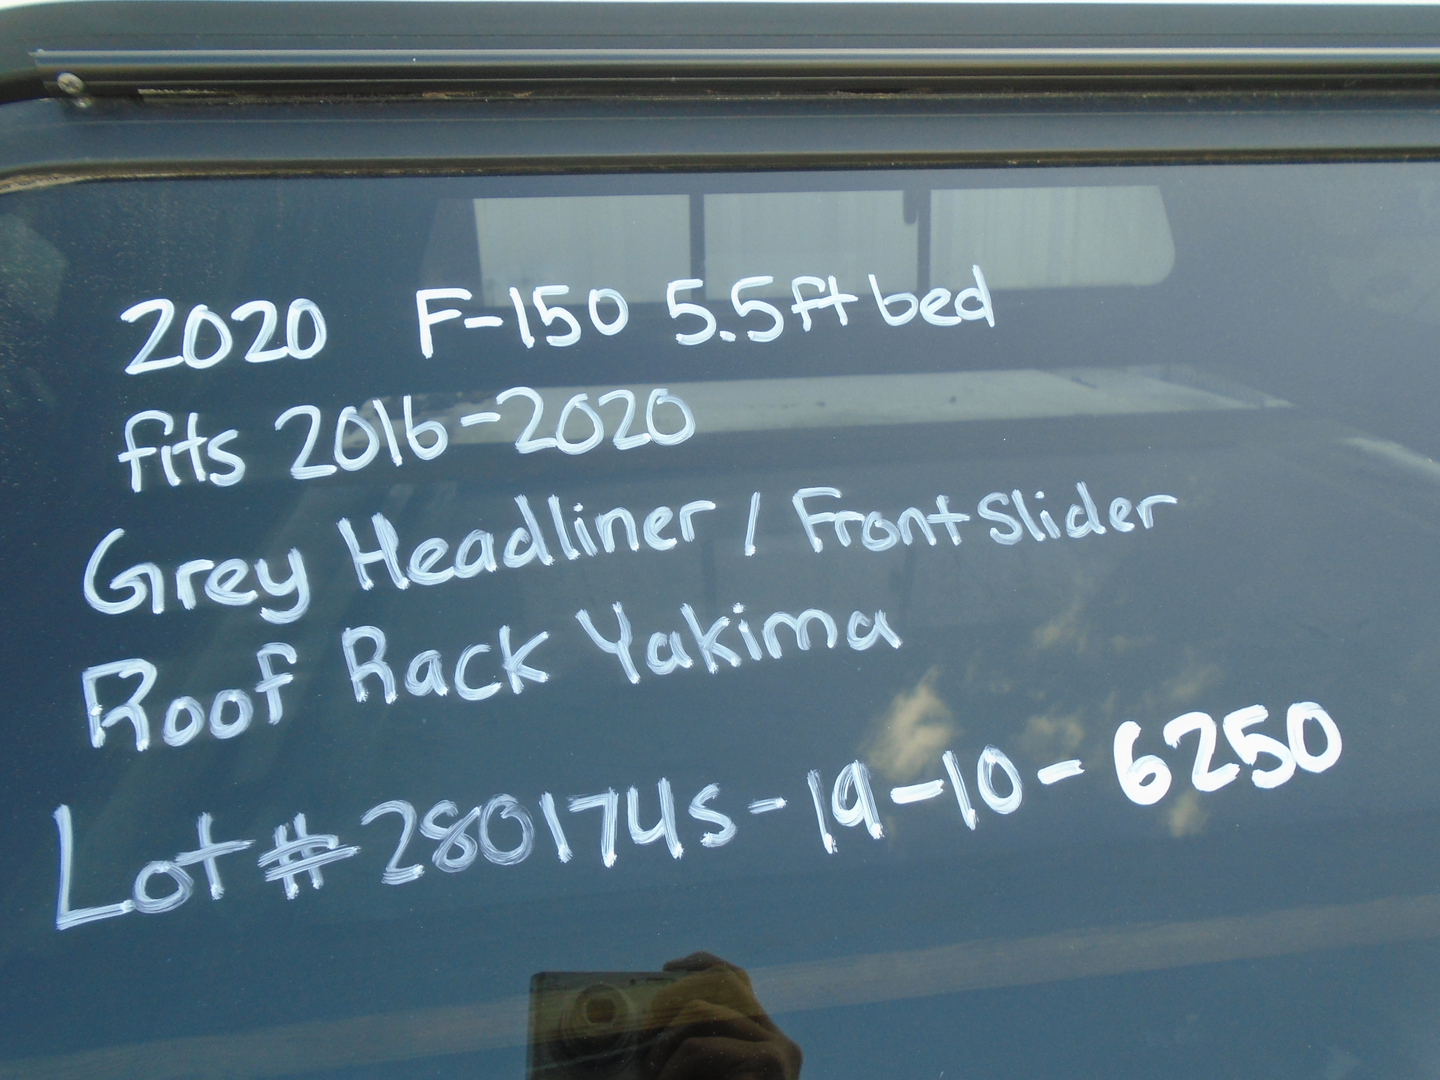 2020 F-150 5.5ft bed
fits 2016-2020
Grey Headliner / Front Slider
Roof Rack Yakima
Lot # 280174S-19-10-6250